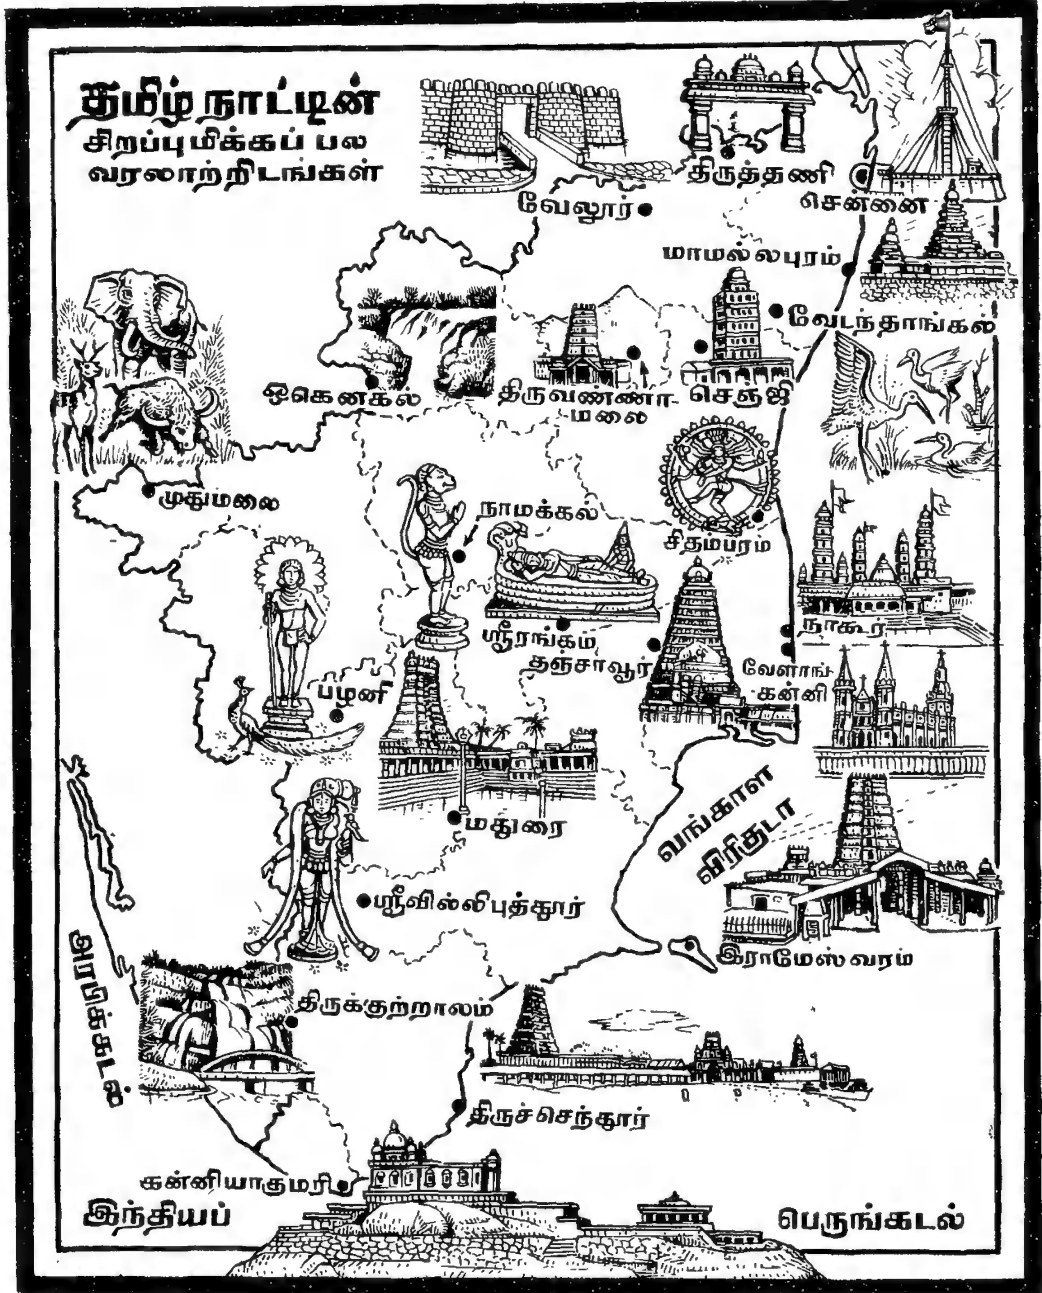 தமிழ் நாட்டின்
சிறப்புமிக்கப் பல
வரலாற்றிடங்கள்
திருத்தணி
சென்னை
வேலூர்
மாமல்லபுரம்
வேடந்தாங்கல்
ஒகெனகல்
திருவண்ணா-
மலை
செஞ்ஜி
முதுமலை
நாமக்கல்
சிதம்பரம்
ஸ்ரீரங்கம்
தஞ்சாவூர்
நாகூர்
வேளாங்
கன்னி
பழனி
மதுரை
வங்காள
விரிகுடா
ஸ்ரீவில்லிபுத்தூர்
இராமேஸ்வரம்
அரபிக்கடல்
திருக்குற்றாலம்
திருச்செந்தூர்
கன்னியாகுமரி
இந்தியப்
பெருங்கடல்